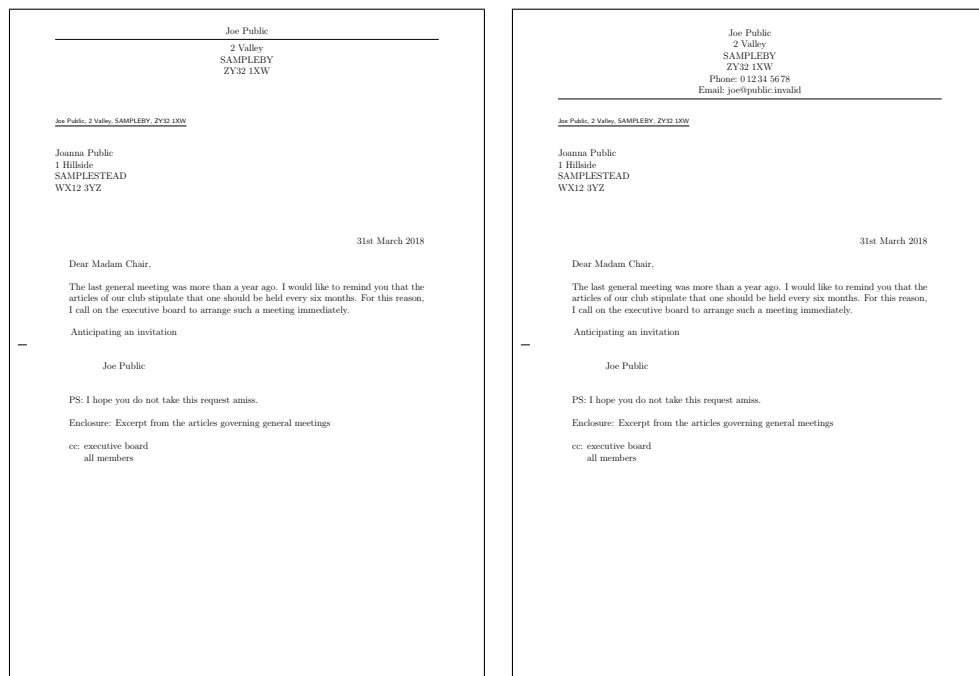 Joe Public
2 Valley
SAMPLEBY
ZY32 1XW
Joe Public, 2 Valley, SAMPLEBY, ZY32 1XW
Joanna Public
1 Hillside
SAMPLESTEAD
WX12 3YZ
31st March 2018
Dear Madam Chair,
The last general meeting was more than a year ago. I would like to remind you that the
articles of our club stipulate that one should be held every six months. For this reason,
I call on the executive board to arrange such a meeting immediately.
Anticipating an invitation
Joe Public
PS: I hope you do not take this request amiss.
Enclosure: Excerpt from the articles governing general meetings
cc: executive board
all members
Joe Public
2 Valley
SAMPLEBY
ZY32 1XW
Phone: 0 12 34 56 78
Email: joe@public.invalid
Joe Public, 2 Valley, SAMPLEBY, ZY32 1XW
Joanna Public
1 Hillside
SAMPLESTEAD
WX12 3YZ
31st March 2018
Dear Madam Chair,
The last general meeting was more than a year ago. I would like to remind you that the
articles of our club stipulate that one should be held every six months. For this reason,
I call on the executive board to arrange such a meeting immediately.
Anticipating an invitation
Joe Public
PS: I hope you do not take this request amiss.
Enclosure: Excerpt from the articles governing general meetings
cc: executive board
all members